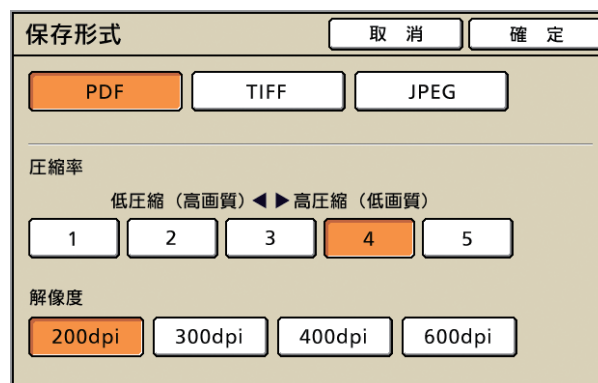 保存形式 取 消 確 定
PDF TIFF JPEG
圧縮率
低圧縮（高画質）◀ ▶高圧縮（低画質）
1 2 3 4 5
解像度
200dpi 300dpi 400dpi 600dpi